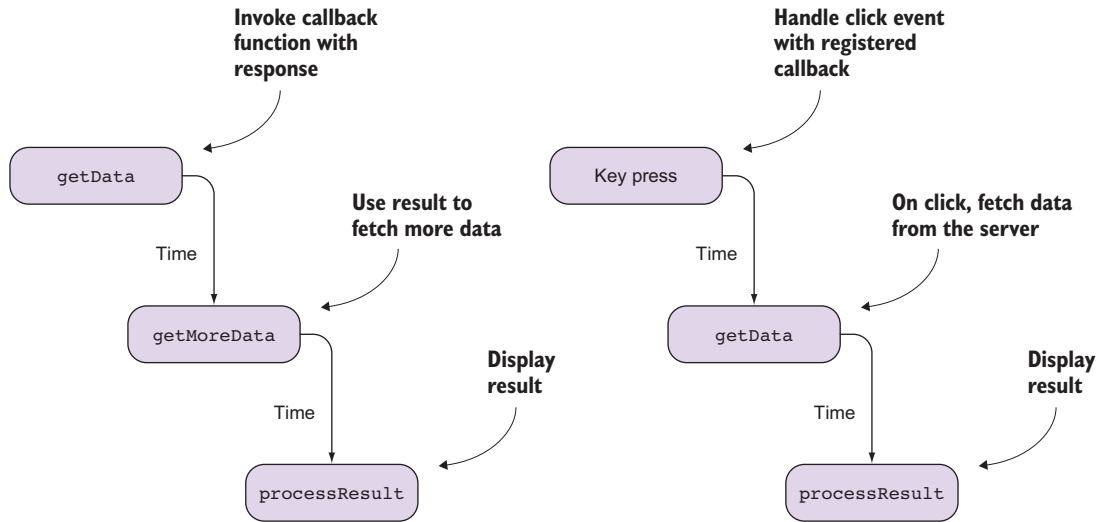 Invoke callback
function with
response
getData
Time
Use result to
fetch more data
getMoreData
Time
Display
result
processResult
Handle click event
with registered
callback
Key press
Time
On click, fetch data
from the server
getData
Time
Display
result
processResult